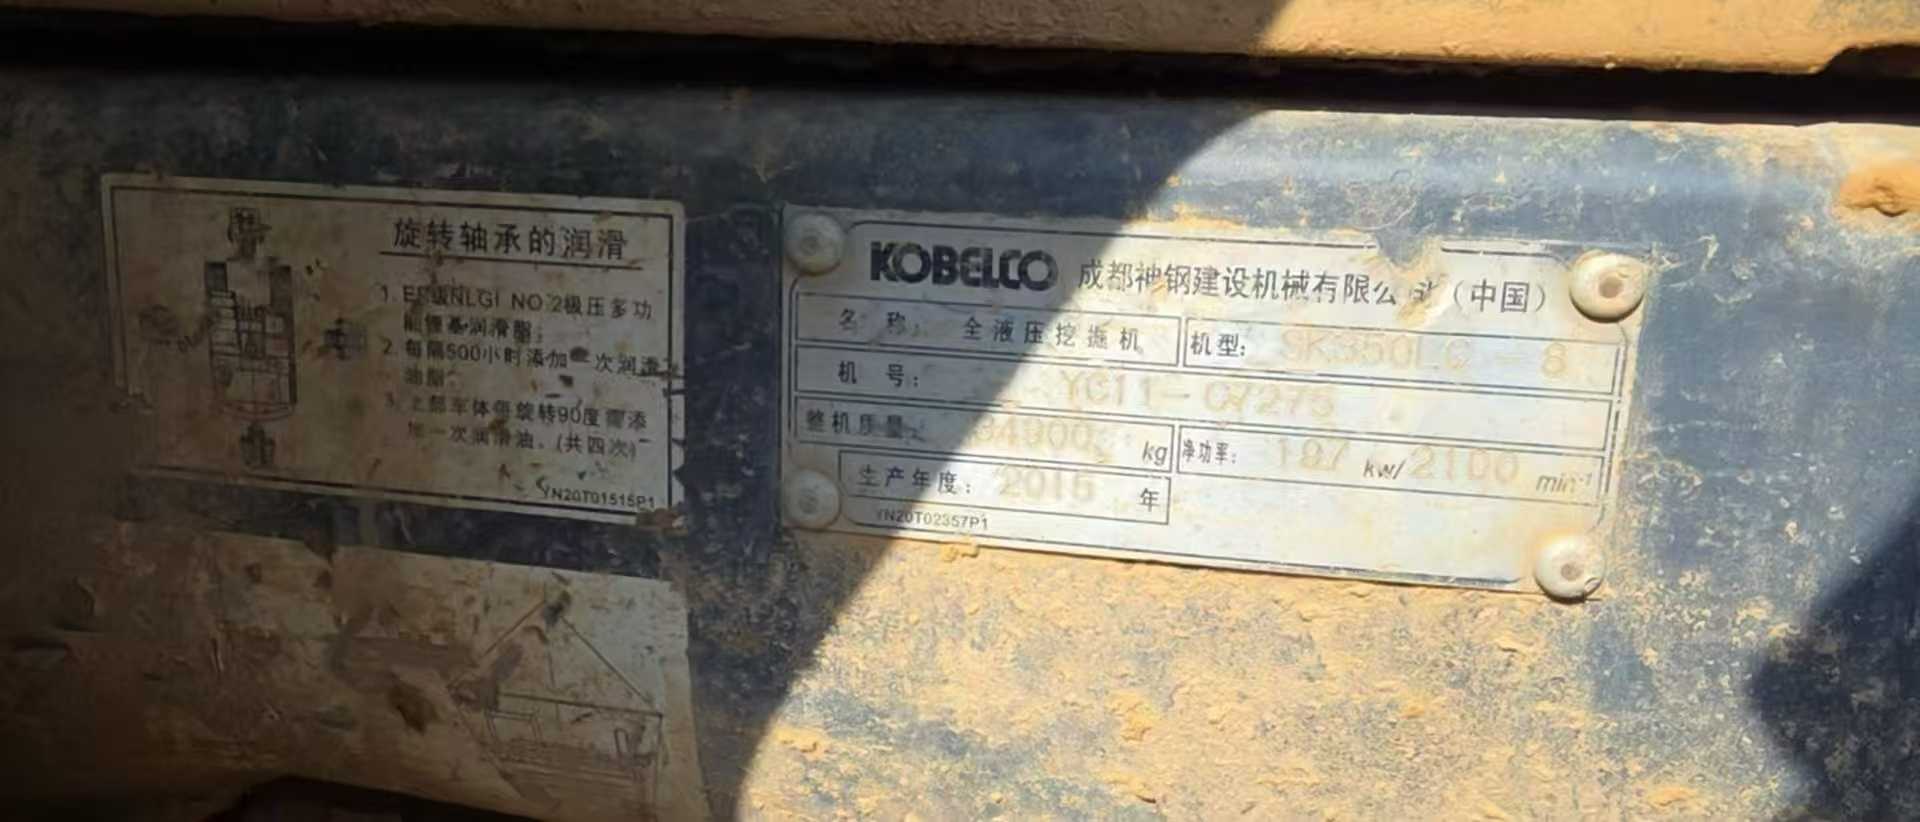 旋转轴承的润滑
1. EP级NLGI NO.2极压多功
能锂基润滑脂;
2. 每隔500小时添加一次润滑
油脂
3. 上部车体每旋转90度需添
加一次润滑油。(共四次)
YN20T01515P1
KOBELCO 成都神钢建设机械有限公司(中国)
名 称: 全液压挖掘机 机型: SK350LC-8
机 号: YC11-07275
整机质量: 34900 kg 净功率: 197 kw/ 2100 min⁻¹
生产年度: 2015 年
YN20T02357P1